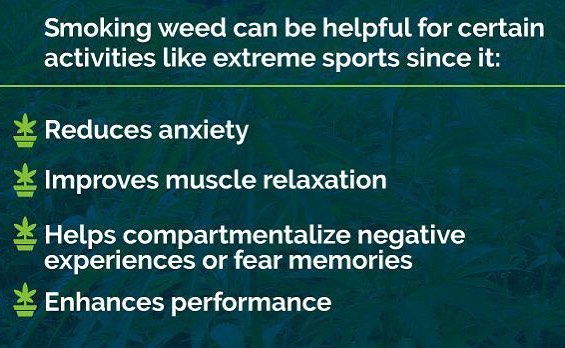 Smoking weed can be helpful for certain
activities like extreme sports since it:
Reduces anxiety
Improves muscle relaxation
Helps compartmentalize negative
experiences or fear memories
Enhances performance